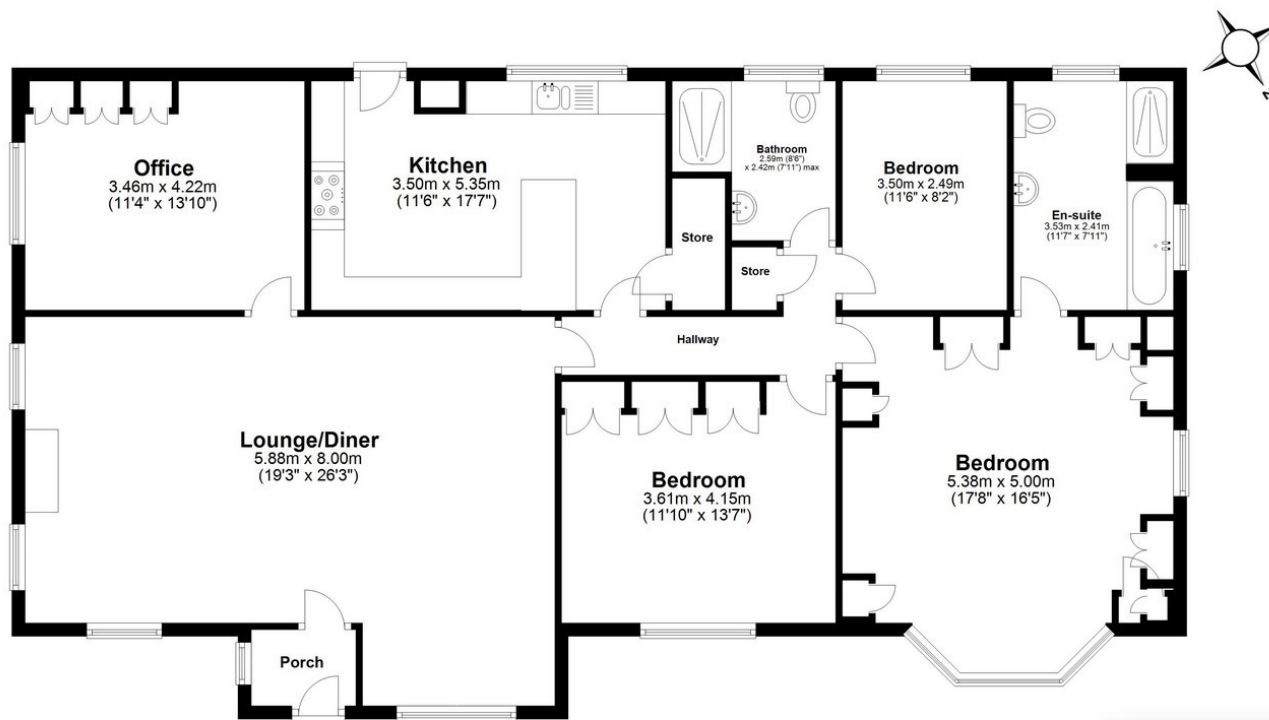 Office
3.46m x 4.22m
(11'4" x 13'10")
Kitchen
3.50m x 5.35m
(11'6" x 17'7")
Bathroom
2.59m (8'6")
x 2.42m (7'11") max
Bedroom
3.50m x 2.49m
(11'6" x 8'2")
En-suite
3.53m x 2.41m
(11'7" x 7'11")
Store
Store
Hallway
Lounge/Diner
5.88m x 8.00m
(19'3" x 26'3")
Bedroom
3.61m x 4.15m
(11'10" x 13'7")
Bedroom
5.38m x 5.00m
(17'8" x 16'5")
Porch